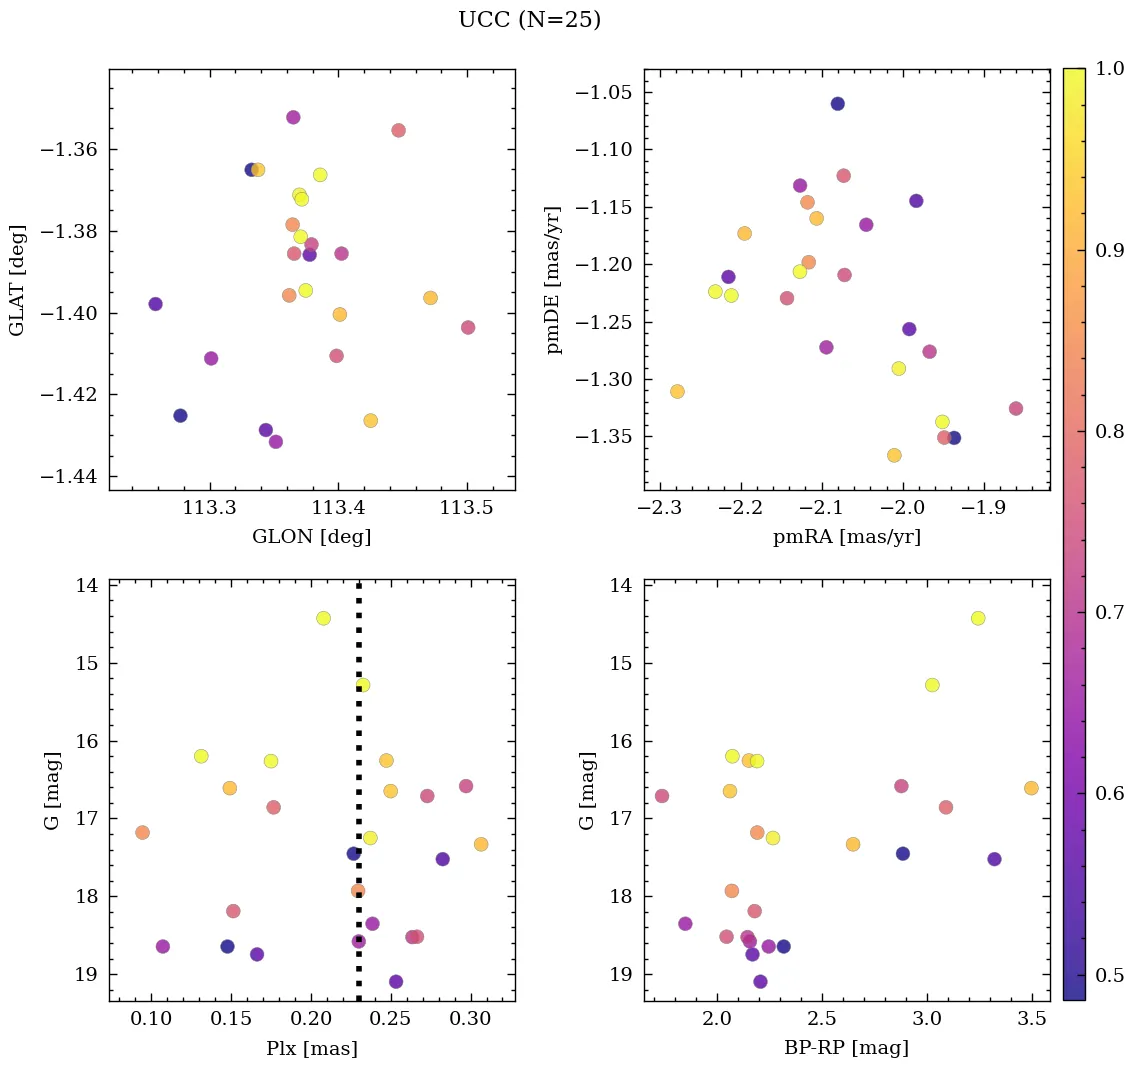 UCC (N=25)
−1.36
−1.38
−1.40
−1.42
−1.44
GLAT [deg]
113.3 113.4 113.5
GLON [deg]
−1.05
−1.10
−1.15
−1.20
−1.25
−1.30
−1.35
pmDE [mas/yr]
−2.3 −2.2 −2.1 −2.0 −1.9
pmRA [mas/yr]
14
15
16
17
18
19
G [mag]
0.10 0.15 0.20 0.25 0.30
Plx [mas]
14
15
16
17
18
19
G [mag]
2.0 2.5 3.0 3.5
BP-RP [mag]
1.0
0.9
0.8
0.7
0.6
0.5